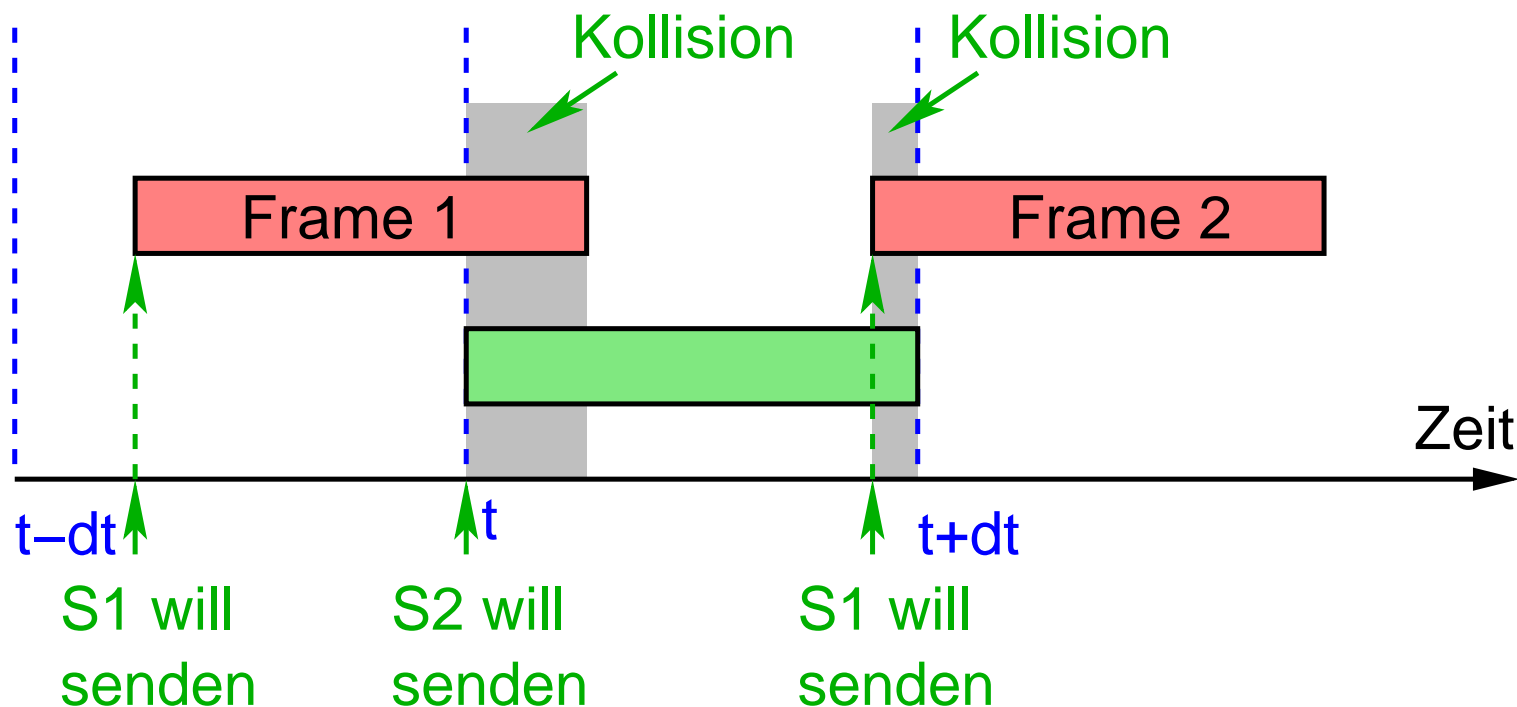 Kollision
Kollision
Frame 1
Frame 2
Zeit
t–dt
t
t+dt
S1 will
senden
S2 will
senden
S1 will
senden